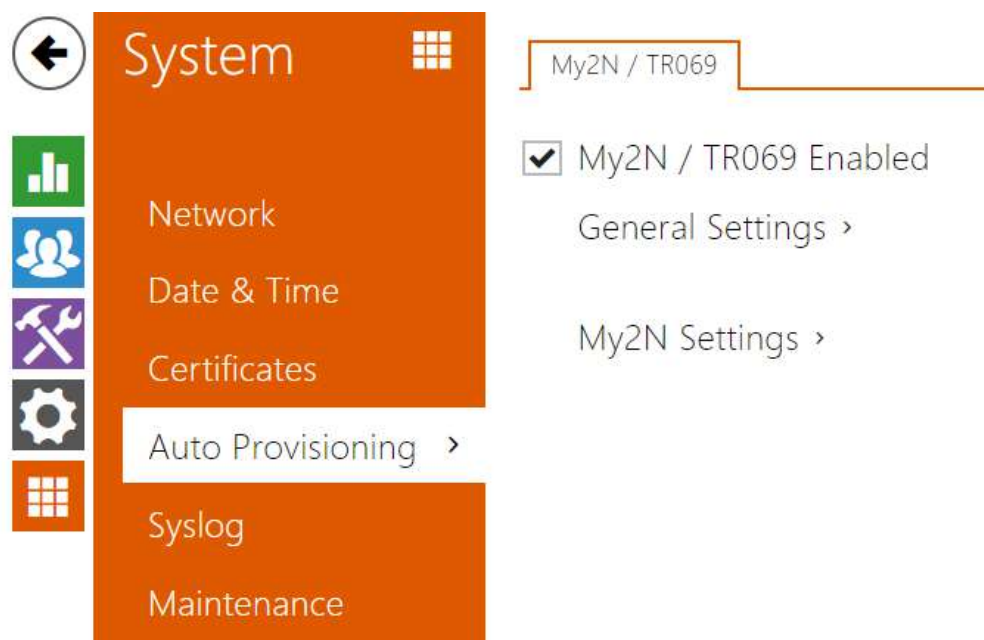 System
Network
Date & Time
Certificates
Auto Provisioning
Syslog
Maintenance
My2N / TR069
My2N / TR069 Enabled
General Settings
My2N Settings